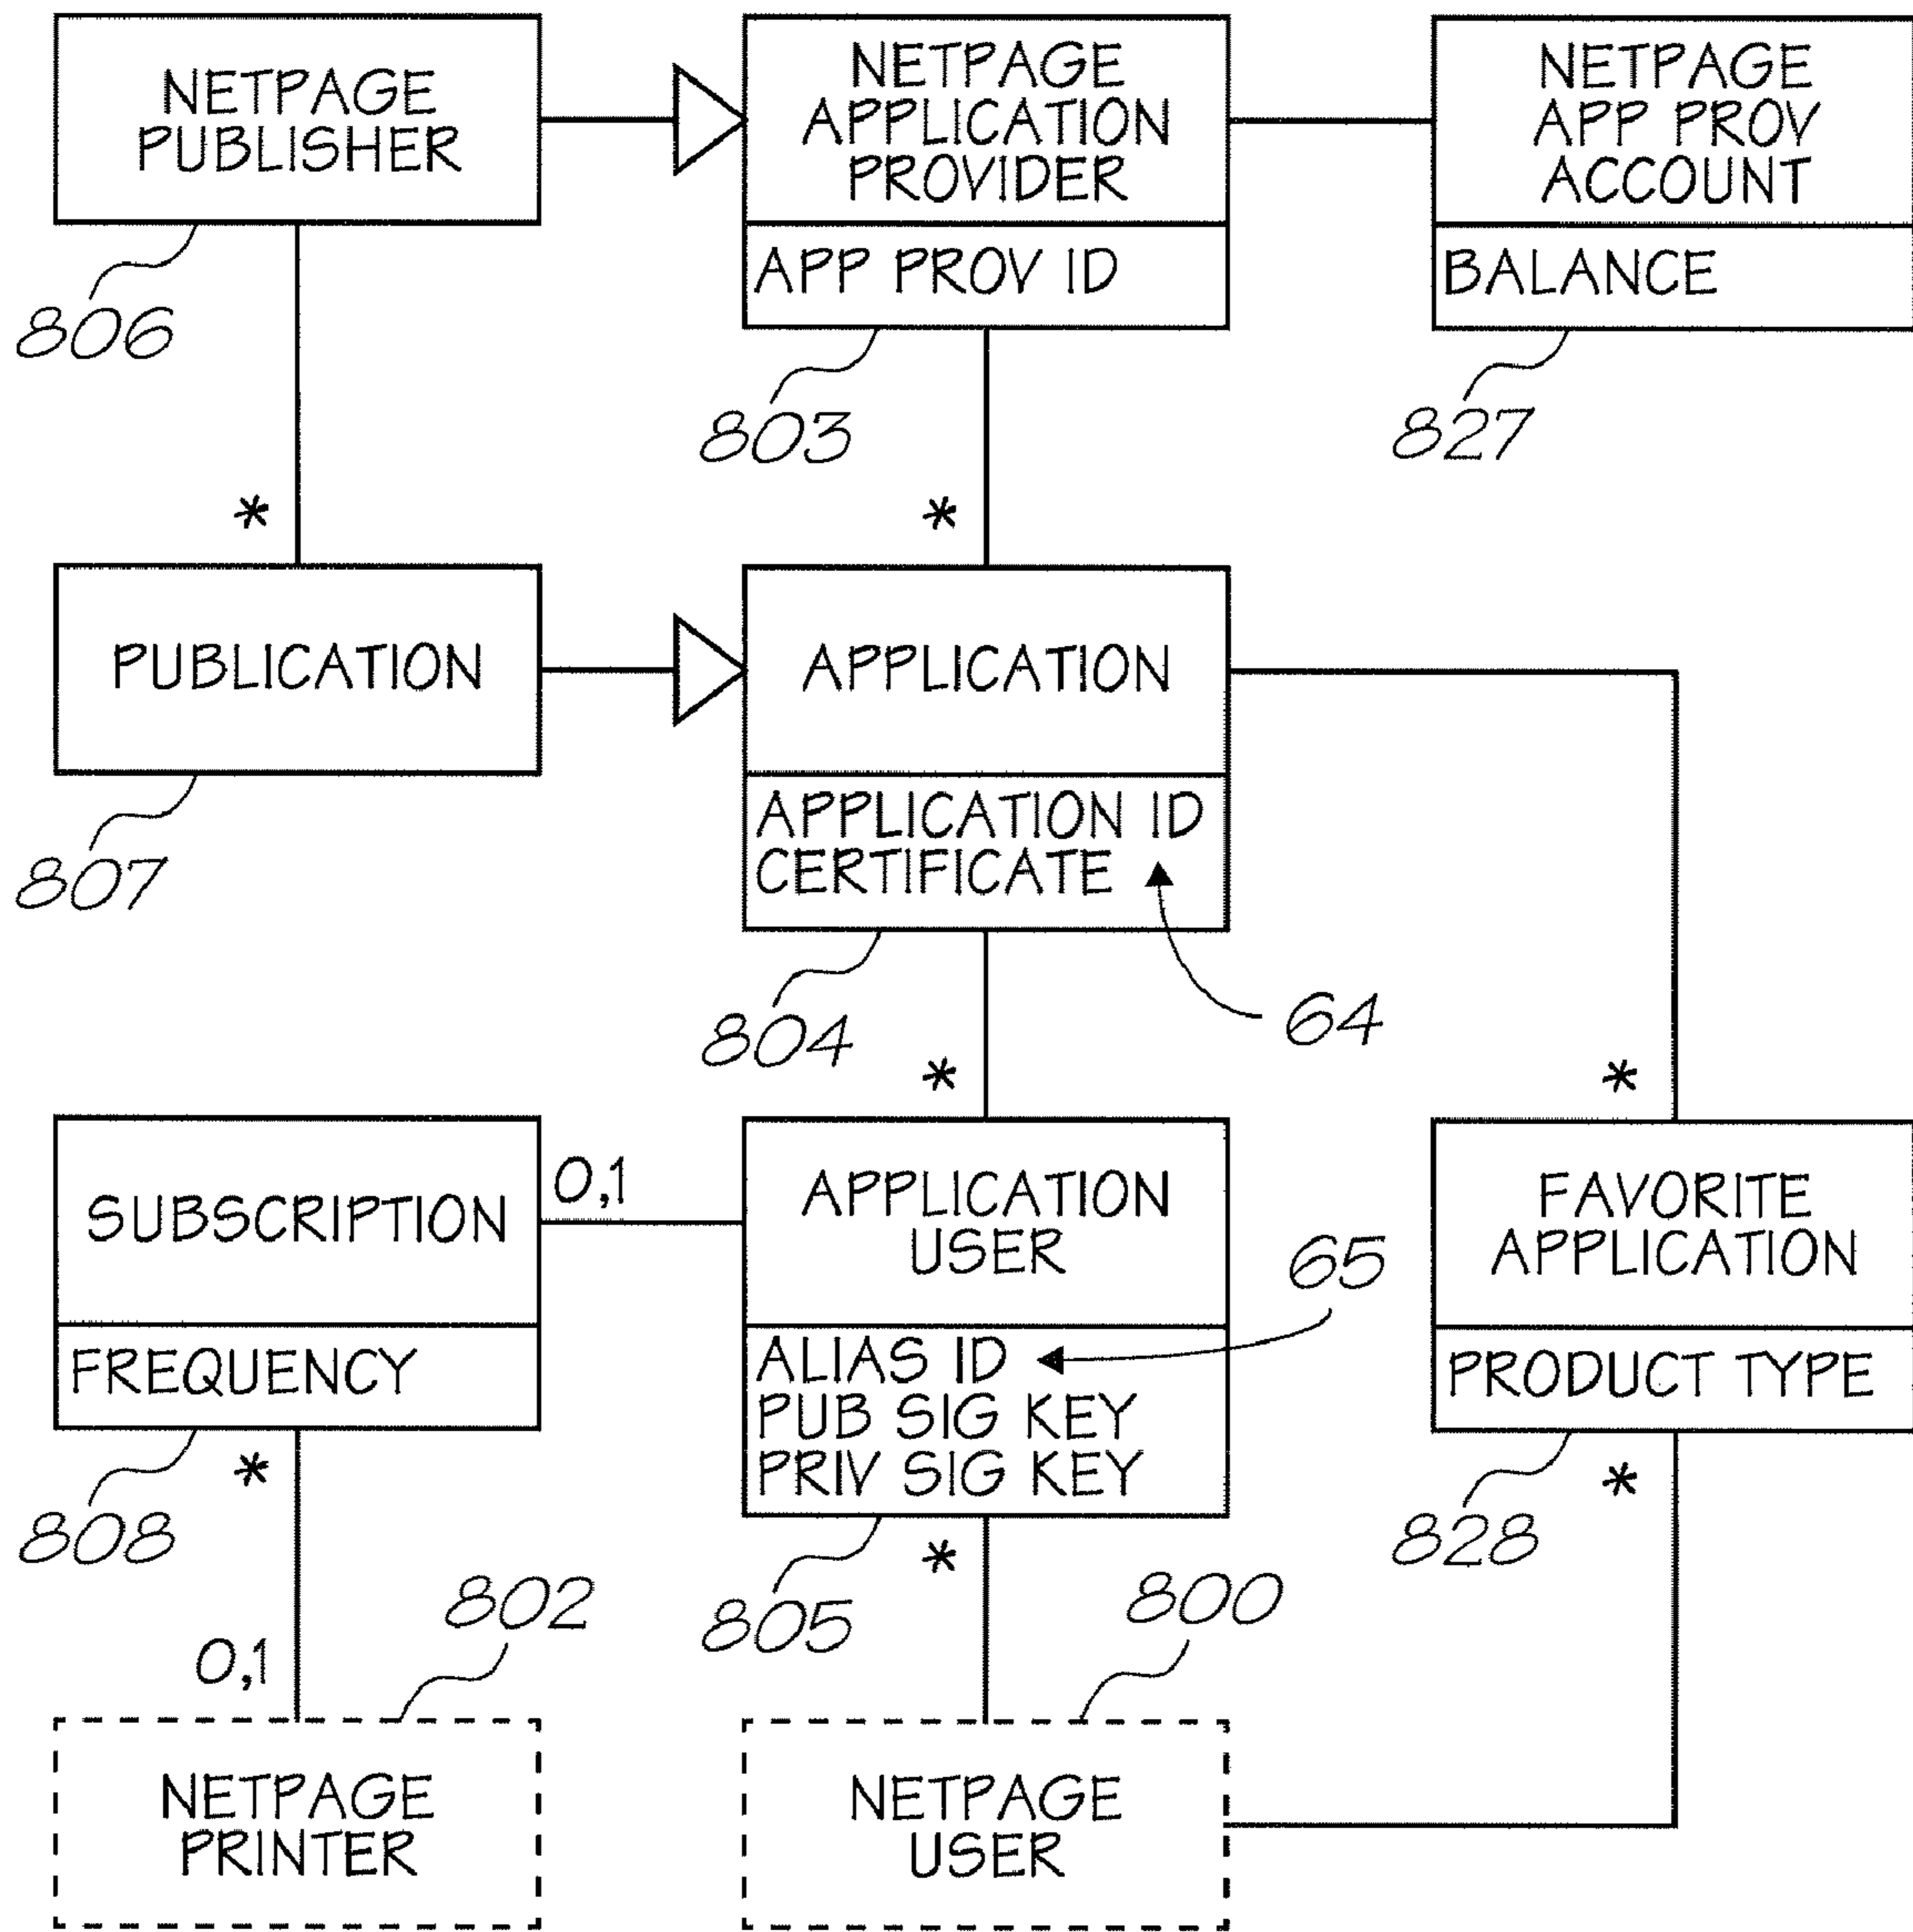 NETPAGE
PUBLISHER
NETPAGE
APPLICATION
PROVIDER
APP PROV ID
NETPAGE
APP PROV
ACCOUNT
BALANCE
806
803
827
*
*
PUBLICATION
APPLICATION
APPLICATION ID
CERTIFICATE
807
804
64
*
*
SUBSCRIPTION
FREQUENCY
0,1
APPLICATION
USER
ALIAS ID
PUB SIG KEY
PRIV SIG KEY
65
FAVORITE
APPLICATION
PRODUCT TYPE
808
*
802
805
*
800
828
*
0,1
NETPAGE
PRINTER
NETPAGE
USER